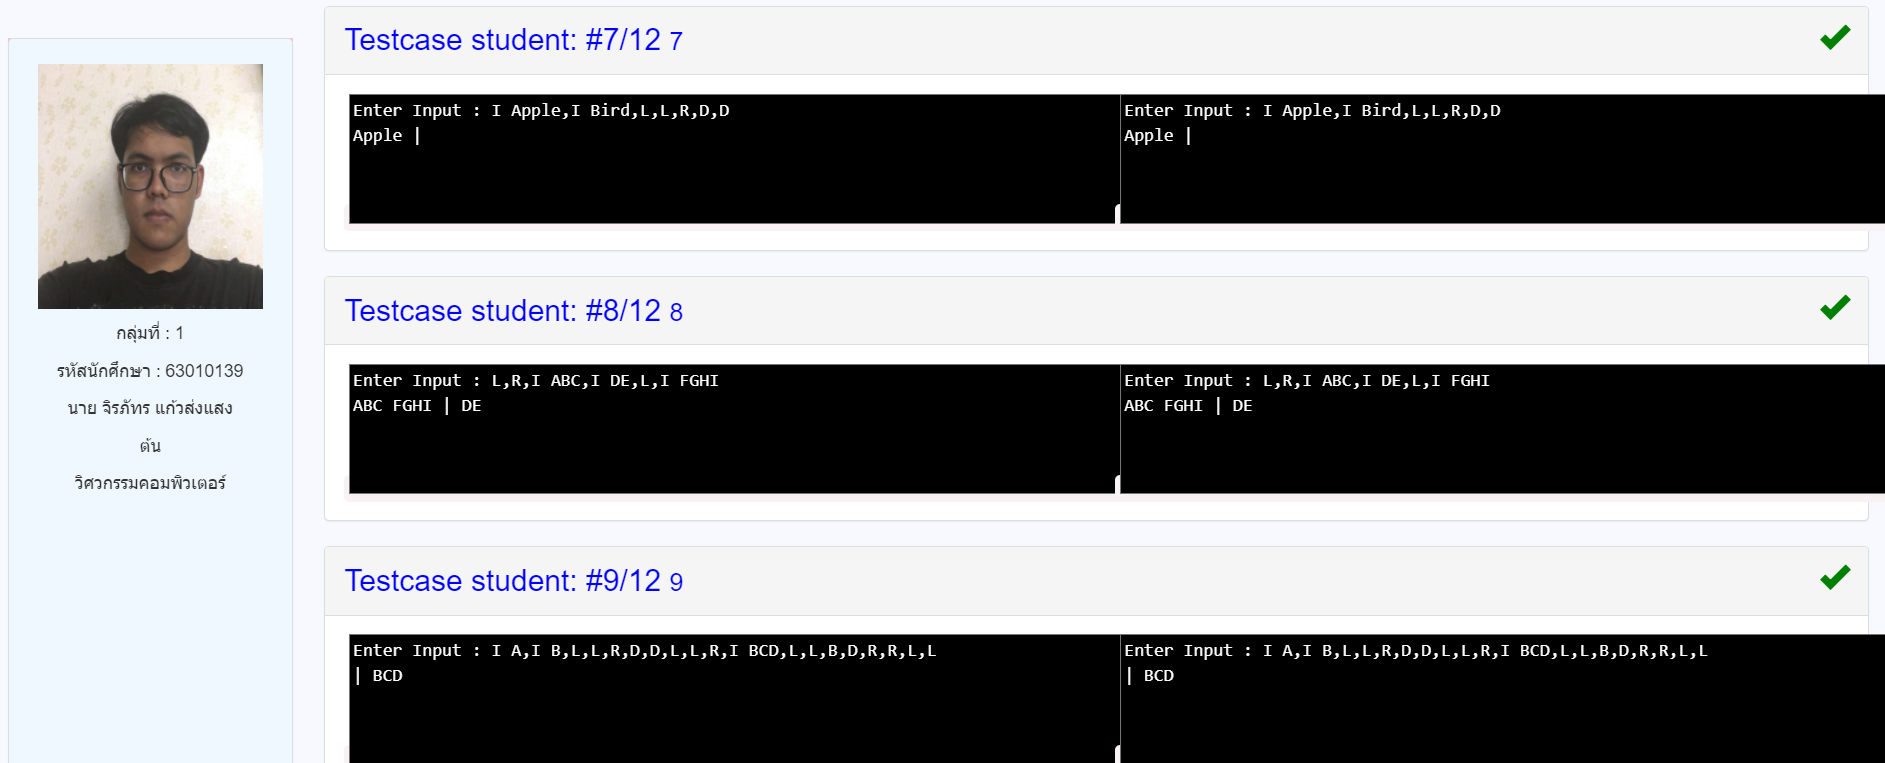 กลุ่มที่ : 1
รหัสนักศึกษา : 63010139
นาย จิรภัทร แก้วส่งแสง
ต้น
วิศวกรรมคอมพิวเตอร์
Testcase student: #7/12 7
Enter Input : I Apple,I Bird,L,L,R,D,D
Apple |
Enter Input : I Apple,I Bird,L,L,R,D,D
Apple |
Testcase student: #8/12 8
Enter Input : L,R,I ABC,I DE,L,I FGHI
ABC FGHI | DE
Enter Input : L,R,I ABC,I DE,L,I FGHI
ABC FGHI | DE
Testcase student: #9/12 9
Enter Input : I A,I B,L,L,R,D,D,L,L,R,I BCD,L,L,B,D,R,R,L,L
| BCD
Enter Input : I A,I B,L,L,R,D,D,L,L,R,I BCD,L,L,B,D,R,R,L,L
| BCD